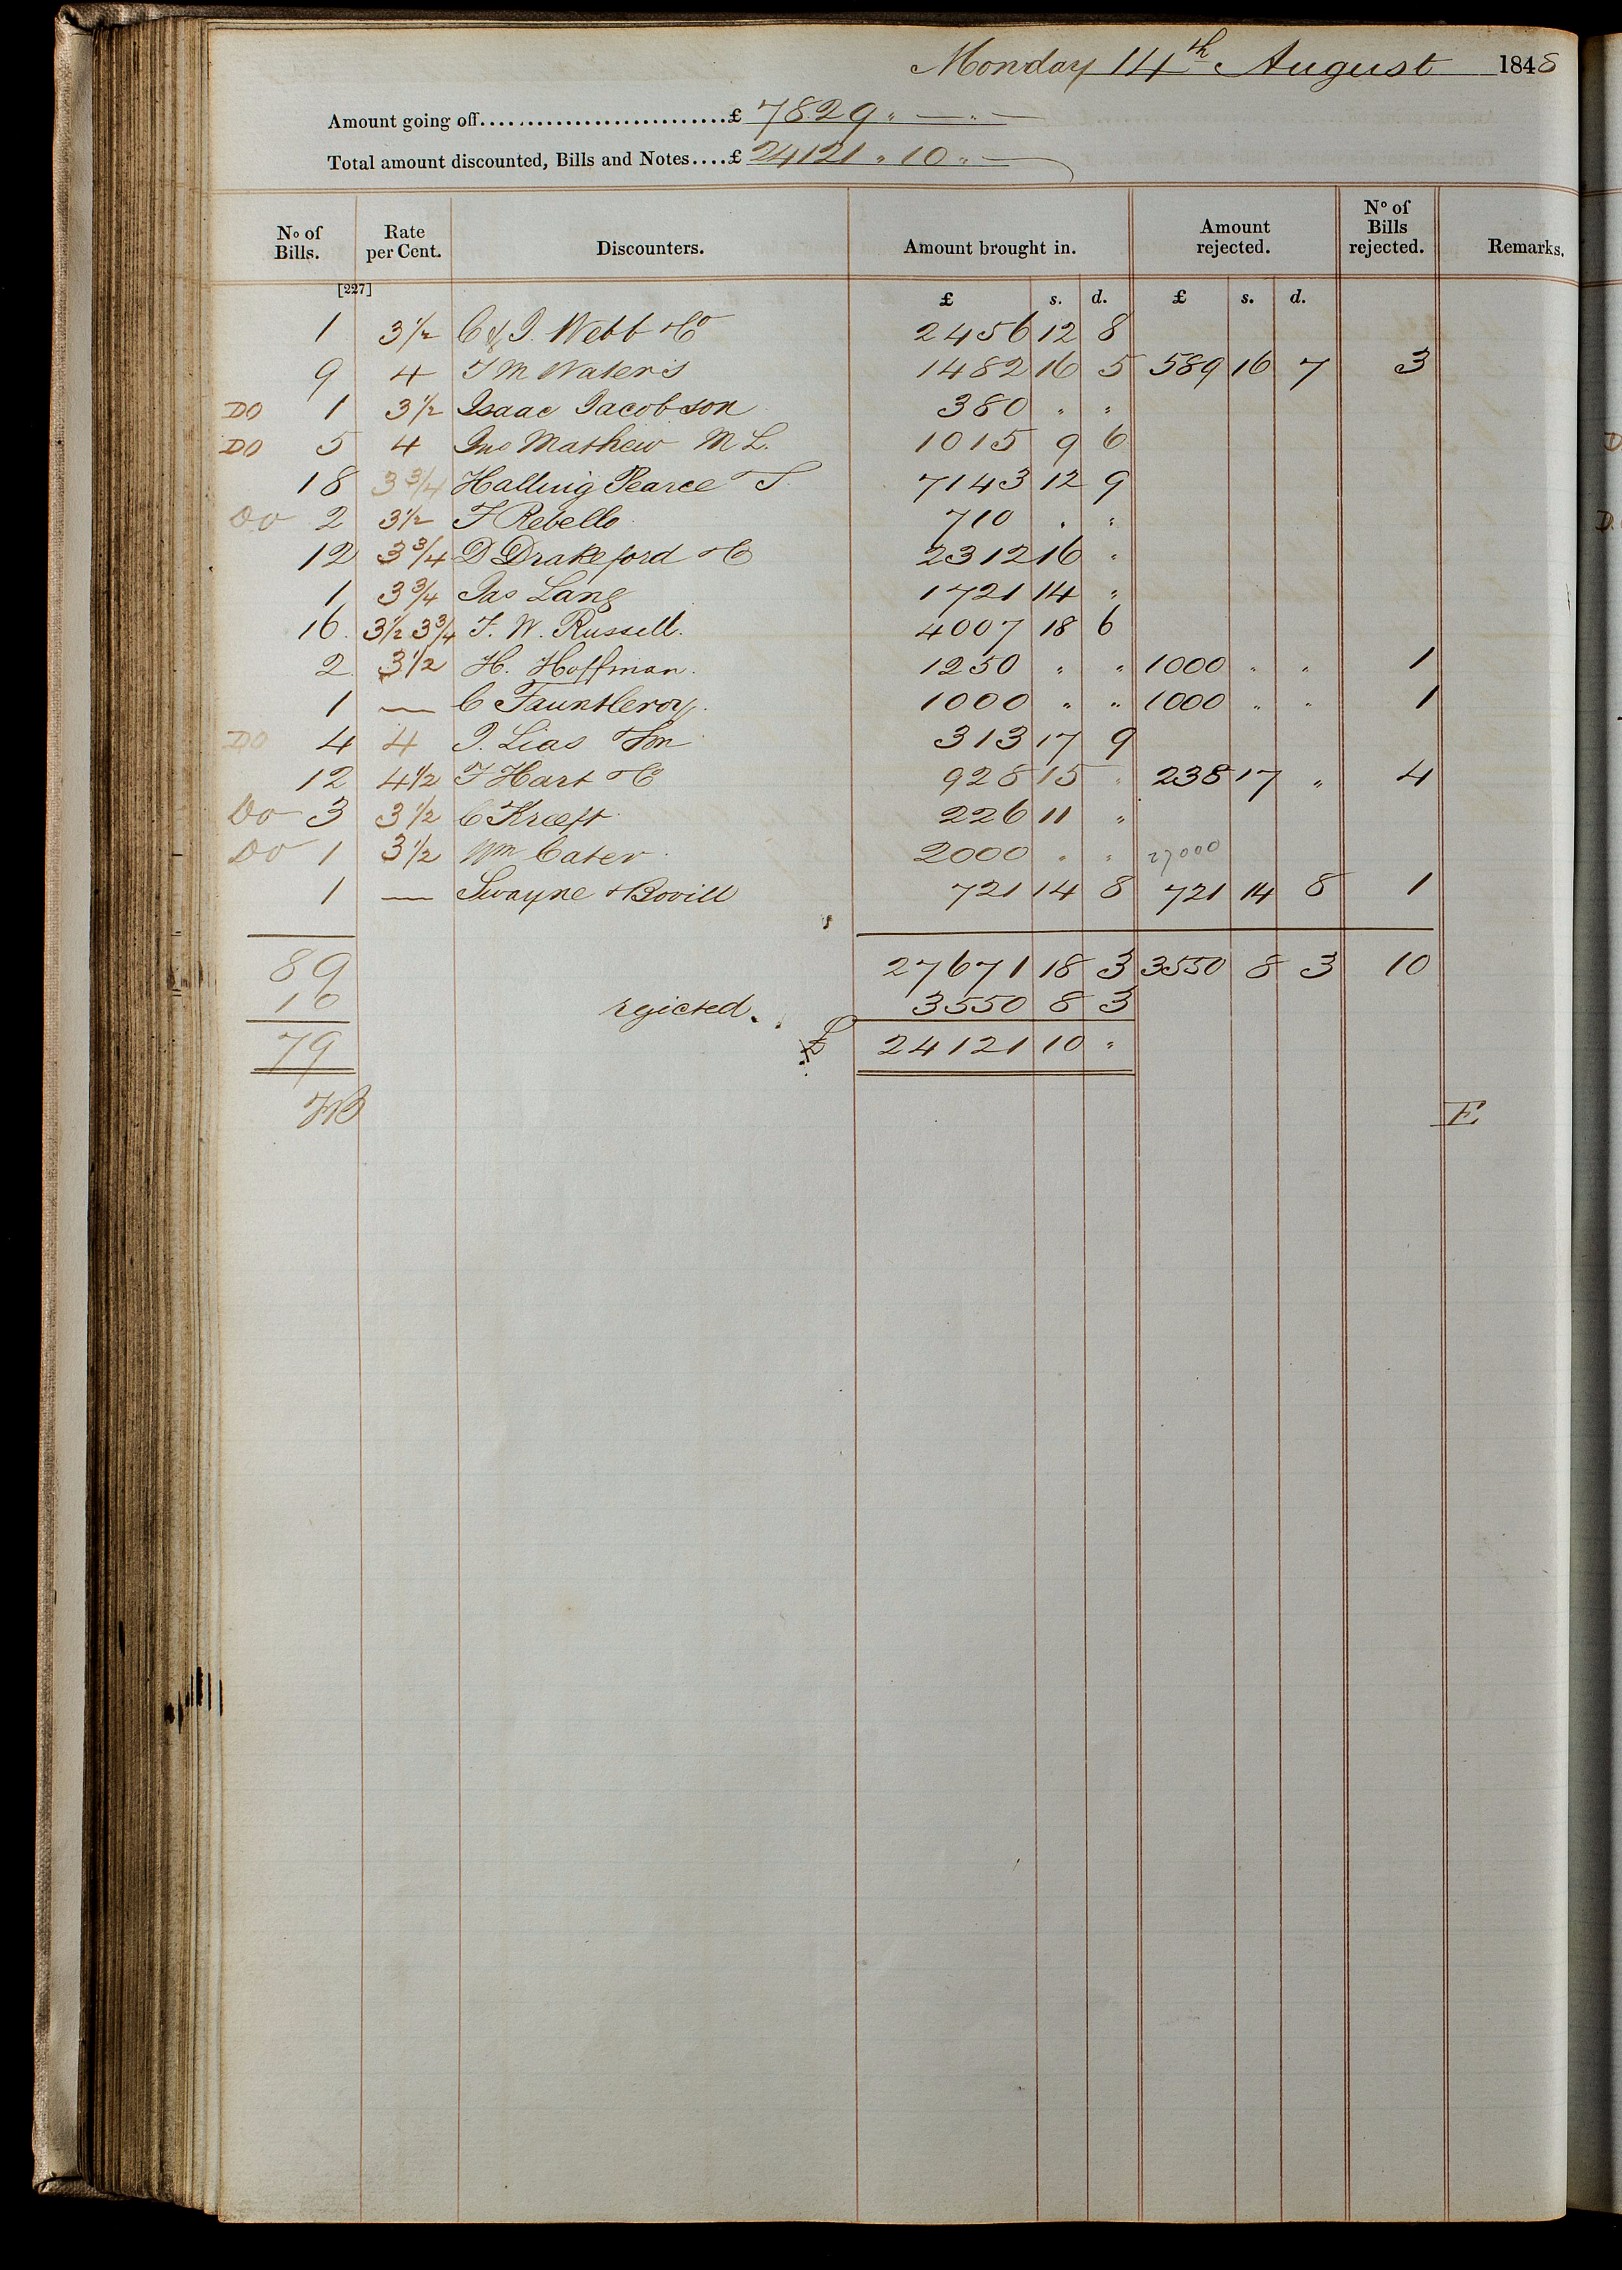 Monday 14th August 1848
Amount going off...........................£ 7829 " — " —
Total amount discounted, Bills and Notes....£ 24121 " 10 " —
No of Bills. Rate per Cent. Discounters. Amount brought in. Amount rejected. No of Bills rejected. Remarks.
[227] £ s. d. £ s. d.
1 3½ C & J. Webb & Co 2456 12 8
9 4 T M Waters 1482 16 5 589 16 7 3
DO 1 3½ Isaac Jacobson 380 " "
DO 5 4 Jno Mathew M L. 1015 9 6
18 3¾ Halling Pearce & S 7143 12 9
Do 2 3½ F Rebello 710 " "
12 3¾ D Drakeford & C 2312 16 "
1 3¾ Jas Lang 1721 14 "
16 3½ 3¾ F. W. Russell. 4007 18 6
2 3½ H. Hoffman. 1250 " " 1000 " " 1
1 — C Fauntleroy. 1000 " " 1000 " " 1
DO 4 4 J. Lias & Son 313 17 9
12 4½ F Hart & C 928 15 " 238 17 " 4
Do 3 3½ C Kræft 226 11 "
Do 1 3½ Wm Cater 2000 " " 27000
1 — Swayne & Bovill 721 14 8 721 14 8 1
89 27671 18 3 3550 8 3 10
10 rejected. 3550 8 3
79 £ 24121 10 "
E